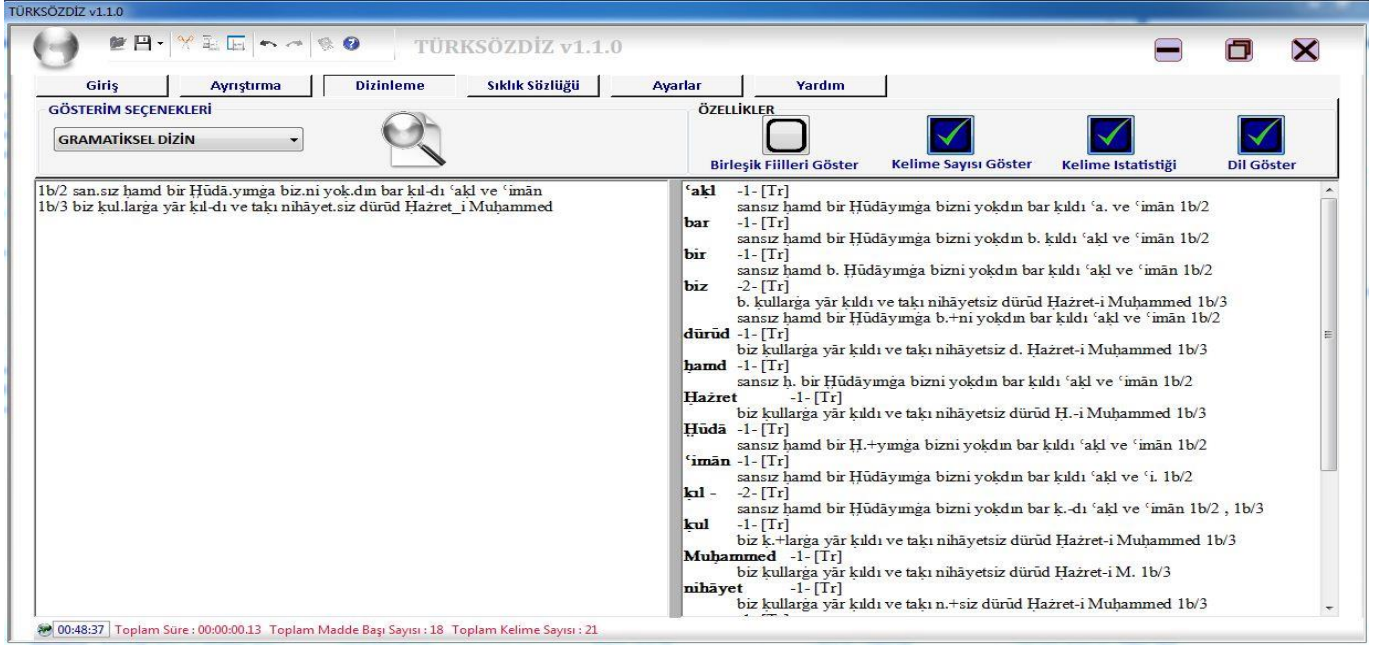 TÜRKSÖZDİZ v1.1.0
TÜRKSÖZDİZ v1.1.0
Giriş Ayrıştırma Dizinleme Sıklık Sözlüğü Ayarlar Yardım
GÖSTERİM SEÇENEKLERİ
GRAMATİKSEL DİZİN
ÖZELLİKLER
Birleşik Fiilleri Göster Kelime Sayısı Göster Kelime Istatistiği Dil Göster
1b/2 san.sız ḥamd bir Ḫūdā.yımġa biz.ni yoḳ.dın bar ḳıl-dı ʿaḳl ve ʿimān
1b/3 biz ḳul.larġa yār ḳıl-dı ve taḳı nihāyet.siz dürūd Ḥażret_i Muḥammed
ʿaḳl -1- [Tr]
sansız ḥamd bir Ḫūdāyımġa bizni yoḳdın bar ḳıldı ʿa. ve ʿimān 1b/2
bar -1- [Tr]
sansız ḥamd bir Ḫūdāyımġa bizni yoḳdın b. ḳıldı ʿaḳl ve ʿimān 1b/2
bir -1- [Tr]
sansız ḥamd b. Ḫūdāyımġa bizni yoḳdın bar ḳıldı ʿaḳl ve ʿimān 1b/2
biz -2- [Tr]
b. ḳullarġa yār ḳıldı ve taḳı nihāyetsiz dürūd Ḥażret-i Muḥammed 1b/3
sansız ḥamd bir Ḫūdāyımġa b.+ni yoḳdın bar ḳıldı ʿaḳl ve ʿimān 1b/2
dürūd -1- [Tr]
biz ḳullarġa yār ḳıldı ve taḳı nihāyetsiz d. Ḥażret-i Muḥammed 1b/3
ḥamd -1- [Tr]
sansız ḥ. bir Ḫūdāyımġa bizni yoḳdın bar ḳıldı ʿaḳl ve ʿimān 1b/2
Ḥażret -1- [Tr]
biz ḳullarġa yār ḳıldı ve taḳı nihāyetsiz dürūd Ḥ.-i Muḥammed 1b/3
Ḫūdā -1- [Tr]
sansız ḥamd bir Ḫ.+yımġa bizni yoḳdın bar ḳıldı ʿaḳl ve ʿimān 1b/2
ʿimān -1- [Tr]
sansız ḥamd bir Ḫūdāyımġa bizni yoḳdın bar ḳıldı ʿaḳl ve ʿi. 1b/2
ḳıl - -2- [Tr]
sansız ḥamd bir Ḫūdāyımġa bizni yoḳdın bar ḳ.-dı ʿaḳl ve ʿimān 1b/2 , 1b/3
ḳul -1- [Tr]
biz ḳ.+larġa yār ḳıldı ve taḳı nihāyetsiz dürūd Ḥażret-i Muḥammed 1b/3
Muḥammed -1- [Tr]
biz ḳullarġa yār ḳıldı ve taḳı nihāyetsiz dürūd Ḥażret-i M. 1b/3
nihāyet -1- [Tr]
biz ḳullarġa yār ḳıldı ve taḳı n.+siz dürūd Ḥażret-i Muḥammed 1b/3
00:48:37 Toplam Süre : 00:00:00.13 Toplam Madde Başı Sayısı : 18 Toplam Kelime Sayısı : 21